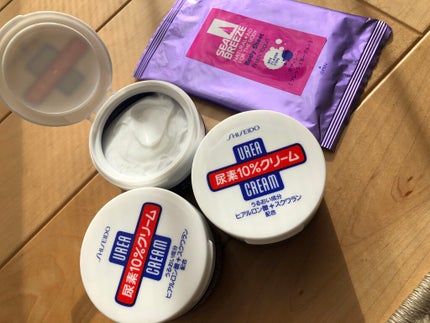 SEA
BREEZE
SHISEIDO
UREA
尿素10%クリーム
CREAM
うるおい成分
ヒアルロン酸+スクワラン
配合
SHISEIDO
UREA
尿素10%クリーム
CREAM
うるおい成分
ヒアルロン酸+スクワラン
配合